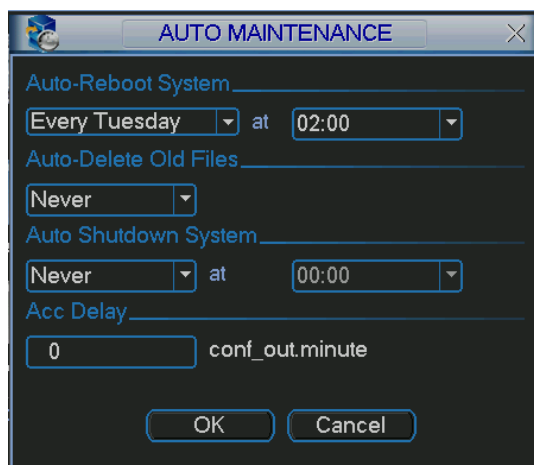 AUTO MAINTENANCE
Auto-Reboot System
Every Tuesday at 02:00
Auto-Delete Old Files
Never
Auto Shutdown System
Never at 00:00
Acc Delay
0 conf_out.minute
OK Cancel